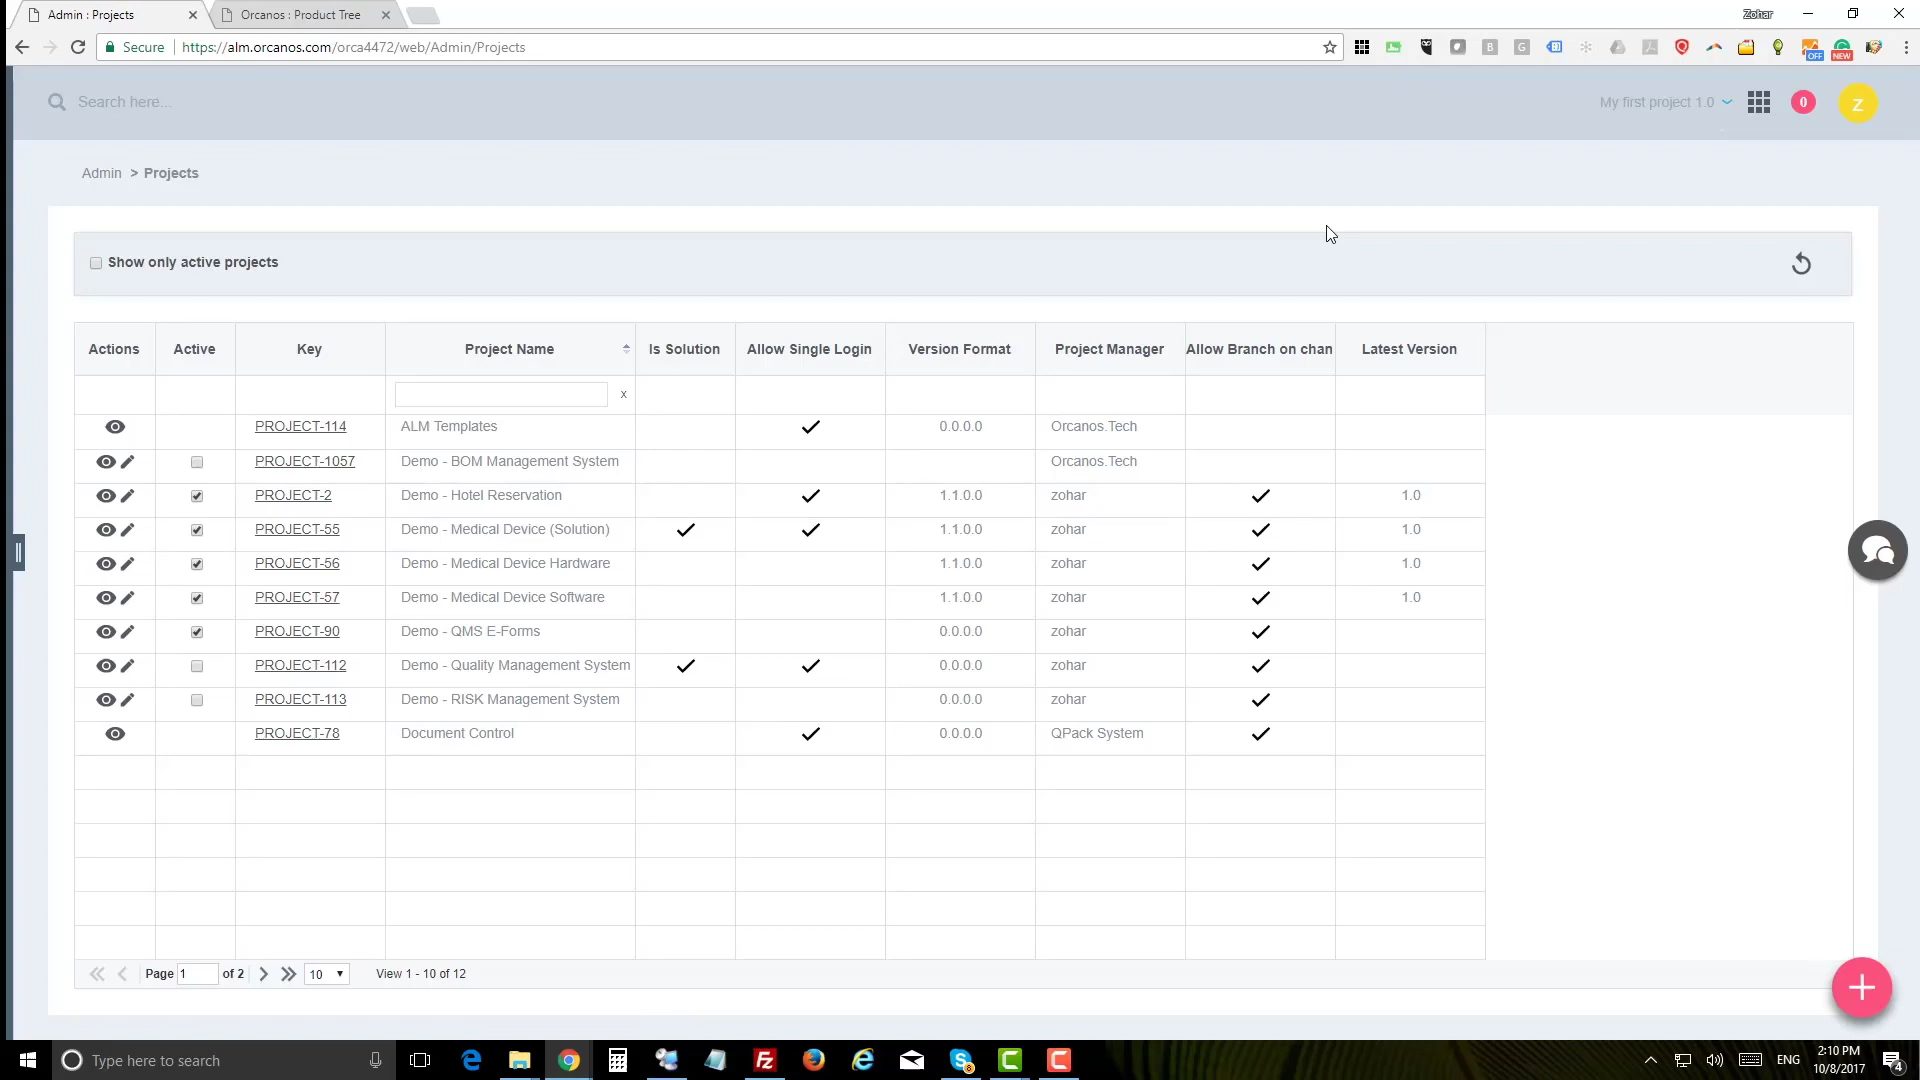 Admin : Projects
Orcanos : Product Tree
Zohar
Secure
https://alm.orcanos.com/orca4472/web/Admin/Projects
B
G
OFF
NEW
Search here...
My first project 1.0
0
Z
Admin > Projects
Show only active projects
Actions Active Key Project Name Is Solution Allow Single Login Version Format Project Manager Allow Branch on chan Latest Version
x
PROJECT-114 ALM Templates 0.0.0.0 Orcanos.Tech
PROJECT-1057 Demo - BOM Management System Orcanos.Tech
PROJECT-2 Demo - Hotel Reservation 1.1.0.0 zohar 1.0
PROJECT-55 Demo - Medical Device (Solution) 1.1.0.0 zohar 1.0
PROJECT-56 Demo - Medical Device Hardware 1.1.0.0 zohar 1.0
PROJECT-57 Demo - Medical Device Software 1.1.0.0 zohar 1.0
PROJECT-90 Demo - QMS E-Forms 0.0.0.0 zohar
PROJECT-112 Demo - Quality Management System 0.0.0.0 zohar
PROJECT-113 Demo - RISK Management System 0.0.0.0 zohar
PROJECT-78 Document Control 0.0.0.0 QPack System
Page 1 of 2 10 View 1 - 10 of 12
Type here to search
ENG
2:10 PM
10/8/2017
4